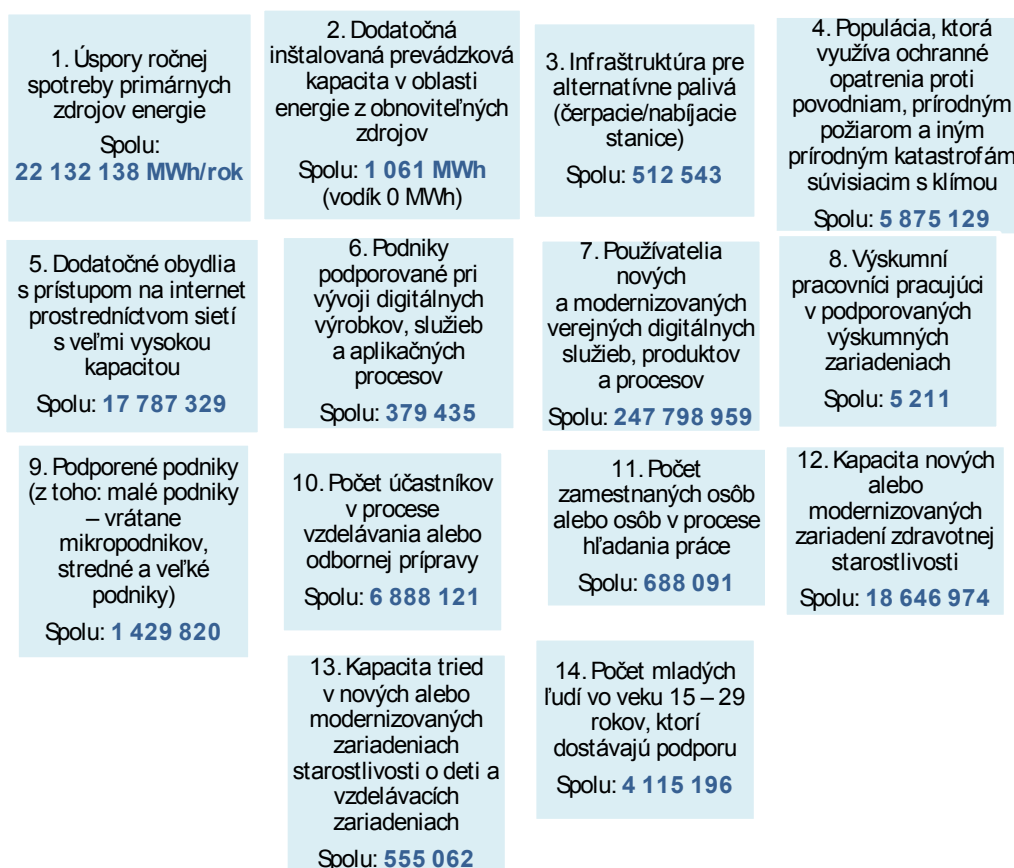 1. Úspory ročnej
spotreby primárnych
zdrojov energie
Spolu:
22 132 138 MWh/rok
2. Dodatočná
inštalovaná prevádzková
kapacita v oblasti
energie z obnoviteľných
zdrojov
Spolu: 1 061 MWh
(vodík 0 MWh)
3. Infraštruktúra pre
alternatívne palivá
(čerpacie/nabíjacie
stanice)
Spolu: 512 543
4. Populácia, ktorá
využíva ochranné
opatrenia proti
povodniam, prírodným
požiarom a iným
prírodným katastrofám
súvisiacim s klímou
Spolu: 5 875 129
5. Dodatočné obydlia
s prístupom na internet
prostredníctvom sietí
s veľmi vysokou
kapacitou
Spolu: 17 787 329
6. Podniky
podporované pri
vývoji digitálnych
výrobkov, služieb
a aplikačných
procesov
Spolu: 379 435
7. Používatelia
nových
a modernizovaných
verejných digitálnych
služieb, produktov
a procesov
Spolu: 247 798 959
8. Výskumní
pracovníci pracujúci
v podporovaných
výskumných
zariadeniach
Spolu: 5 211
9. Podporené podniky
(z toho: malé podniky
– vrátane
mikropodnikov,
stredné a veľké
podniky)
Spolu: 1 429 820
10. Počet účastníkov
v procese
vzdelávania alebo
odbornej prípravy
Spolu: 6 888 121
11. Počet
zamestnaných osôb
alebo osôb v procese
hľadania práce
Spolu: 688 091
12. Kapacita nových
alebo
modernizovaných
zariadení zdravotnej
starostlivosti
Spolu: 18 646 974
13. Kapacita tried
v nových alebo
modernizovaných
zariadeniach
starostlivosti o deti a
vzdelávacích
zariadeniach
Spolu: 555 062
14. Počet mladých
ľudí vo veku 15 – 29
rokov, ktorí
dostávajú podporu
Spolu: 4 115 196